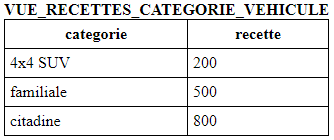 VUE_RECETTES_CATEGORIE_VEHICULE
categorie recette
4x4 SUV 200
familiale 500
citadine 800